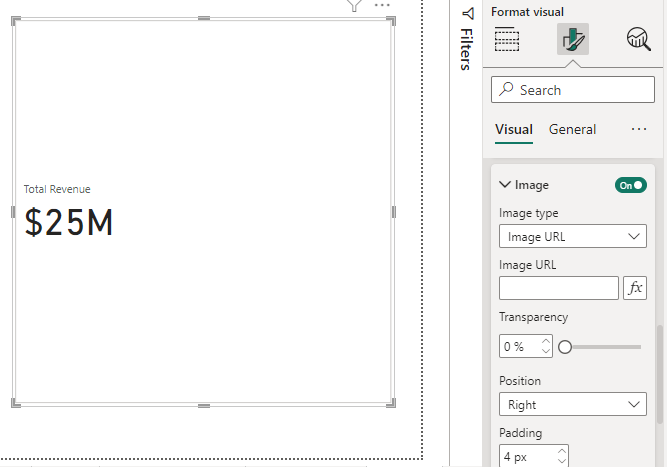 Format visual
Filters
Search
Visual General
Image On
Image type
Image URL
Image URL
fx
Transparency
0 %
Position
Right
Padding
4 px
Total Revenue
$25M